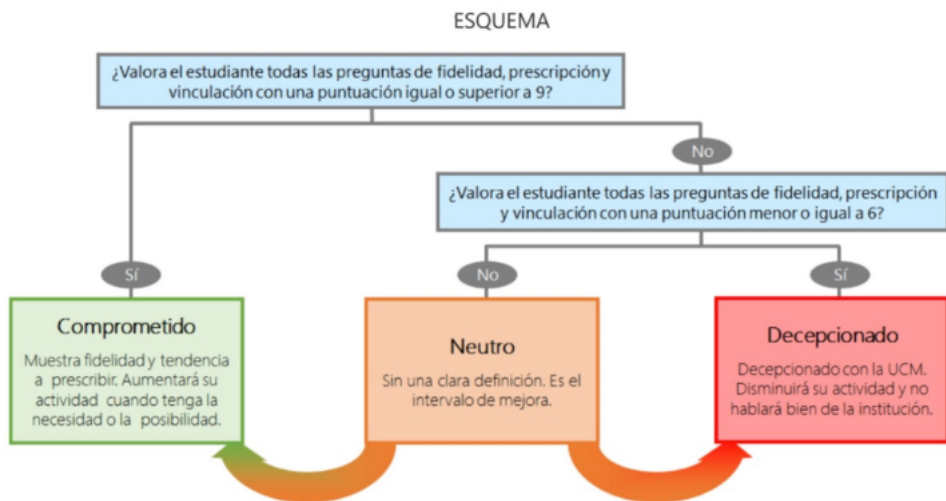 ESQUEMA
¿Valora el estudiante todas las preguntas de fidelidad, prescripción y
vinculación con una puntuación igual o superior a 9?
No
¿Valora el estudiante todas las preguntas de fidelidad, prescripción
y vinculación con una puntuación menor o igual a 6?
Sí
No
Sí
Comprometido
Muestra fidelidad y tendencia
a prescribir. Aumentará su
actividad cuando tenga la
necesidad o la posibilidad.
Neutro
Sin una clara definición. Es el
intervalo de mejora.
Decepcionado
Decepcionado con la UCM.
Disminuirá su actividad y no
hablará bien de la institución.